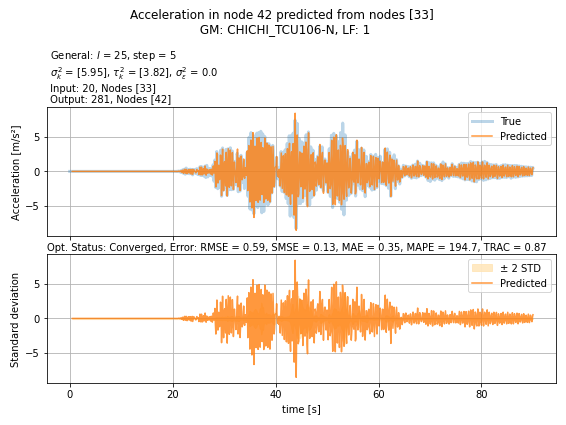 Acceleration in node 42 predicted from nodes [33]
GM: CHICHI_TCU106-N, LF: 1
General: l = 25, step = 5
σ²ₖ = [5.95], τ²ₖ = [3.82], σ²ε = 0.0
Input: 20, Nodes [33]
Output: 281, Nodes [42]
True
Predicted
Acceleration [m/s²]
5
0
−5
Opt. Status: Converged, Error: RMSE = 0.59, SMSE = 0.13, MAE = 0.35, MAPE = 194.7, TRAC = 0.87
± 2 STD
Predicted
Standard deviation
5
0
−5
0 20 40 60 80
time [s]